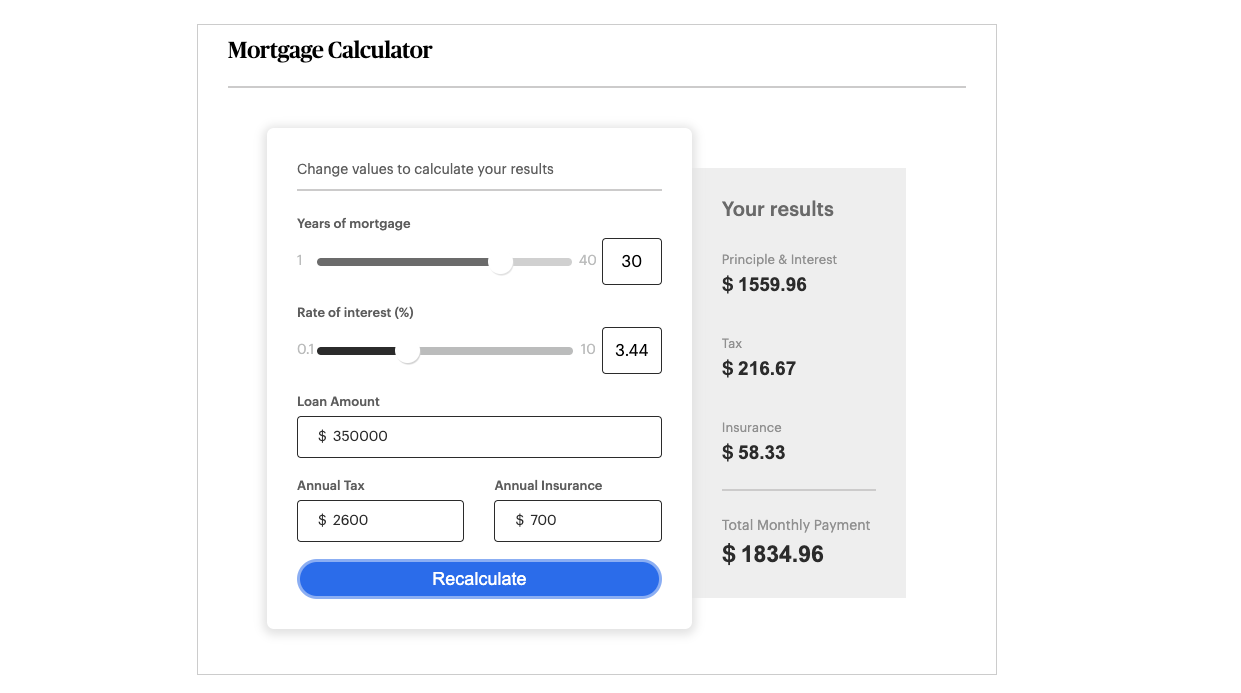 Mortgage Calculator
Change values to calculate your results
Years of mortgage
1 40 30
Rate of interest (%)
0.1 10 3.44
Loan Amount
$ 350000
Annual Tax Annual Insurance
$ 2600 $ 700
Recalculate
Your results
Principle & Interest
$ 1559.96
Tax
$ 216.67
Insurance
$ 58.33
Total Monthly Payment
$ 1834.96